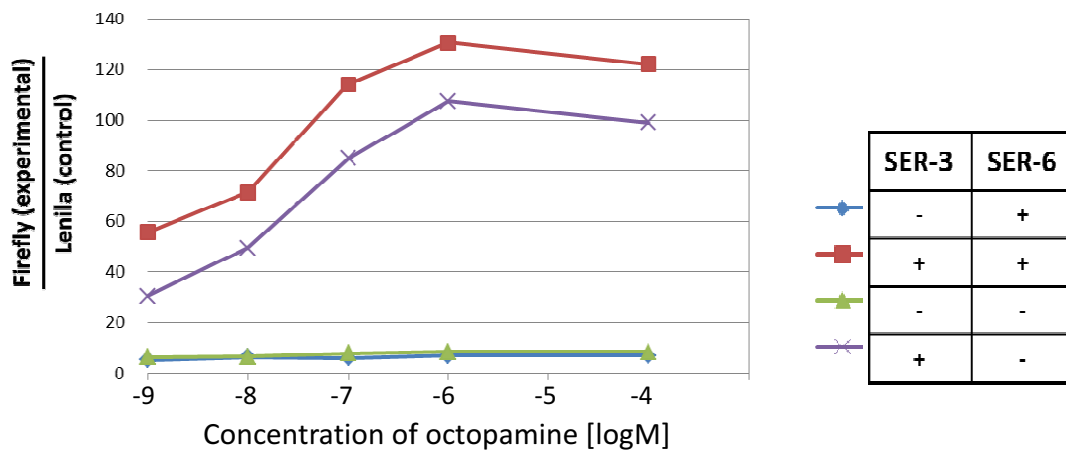 140
120
100
80
60
40
20
0
Firefly (experimental)
Lenila (control)
-9 -8 -7 -6 -5 -4
Concentration of octopamine [logM]
SER-3 SER-6
- +
+ +
- -
+ -